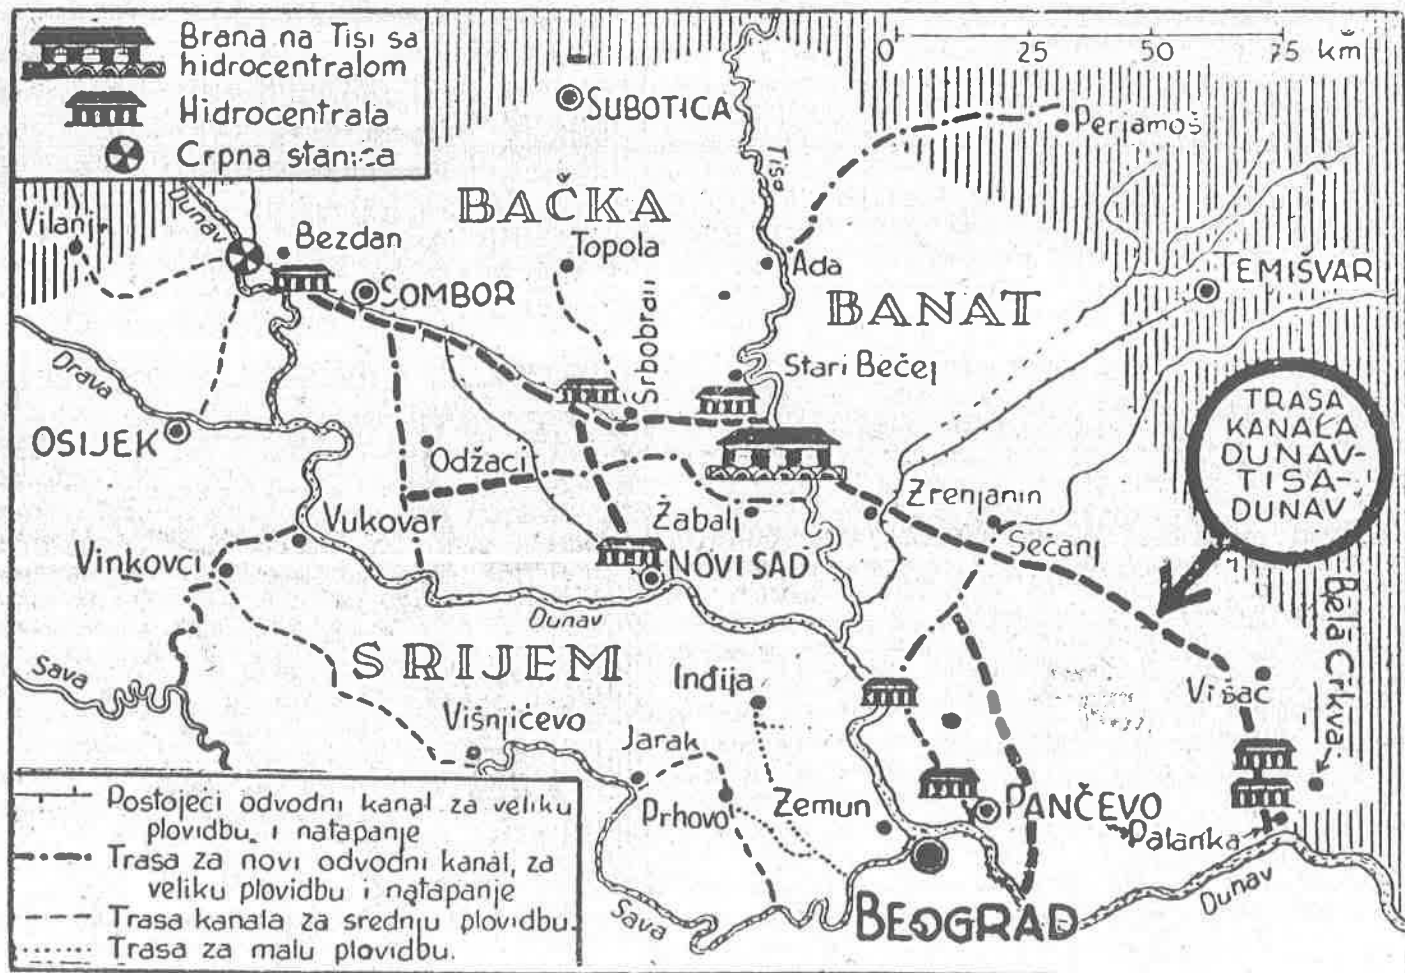 Brana na Tisi sa
hidrocentralom
Hidrocentrala
Crpna stanica
0 25 50 75 km
SUBOTICA
Perjamoš
Tisa
BAČKA
Dunav
Vilanj
Bezdan
Topola
Ada
TEMIŠVAR
SOMBOR
BANAT
Srbobran
Stari Bečej
Drava
TRASA
KANALA
DUNAV-
TISA-
DUNAV
OSIJEK
Odžaci
Zrenjanin
Vukovar
Žabalj
Sečanj
Vinkovci
NOVI SAD
Dunav
Bela Crkva
SRIJEM
Sava
Inđija
Višnjićevo
Jarak
Prhovo
Zemun
PANČEVO
Palanka
Dunav
Sava
BEOGRAD
Postojeći odvodni kanal za veliku
plovidbu i natapanje
Trasa za novi odvodni kanal, za
veliku plovidbu i natapanje
Trasa kanala za srednju plovidbu.
Trasa za malu plovidbu.